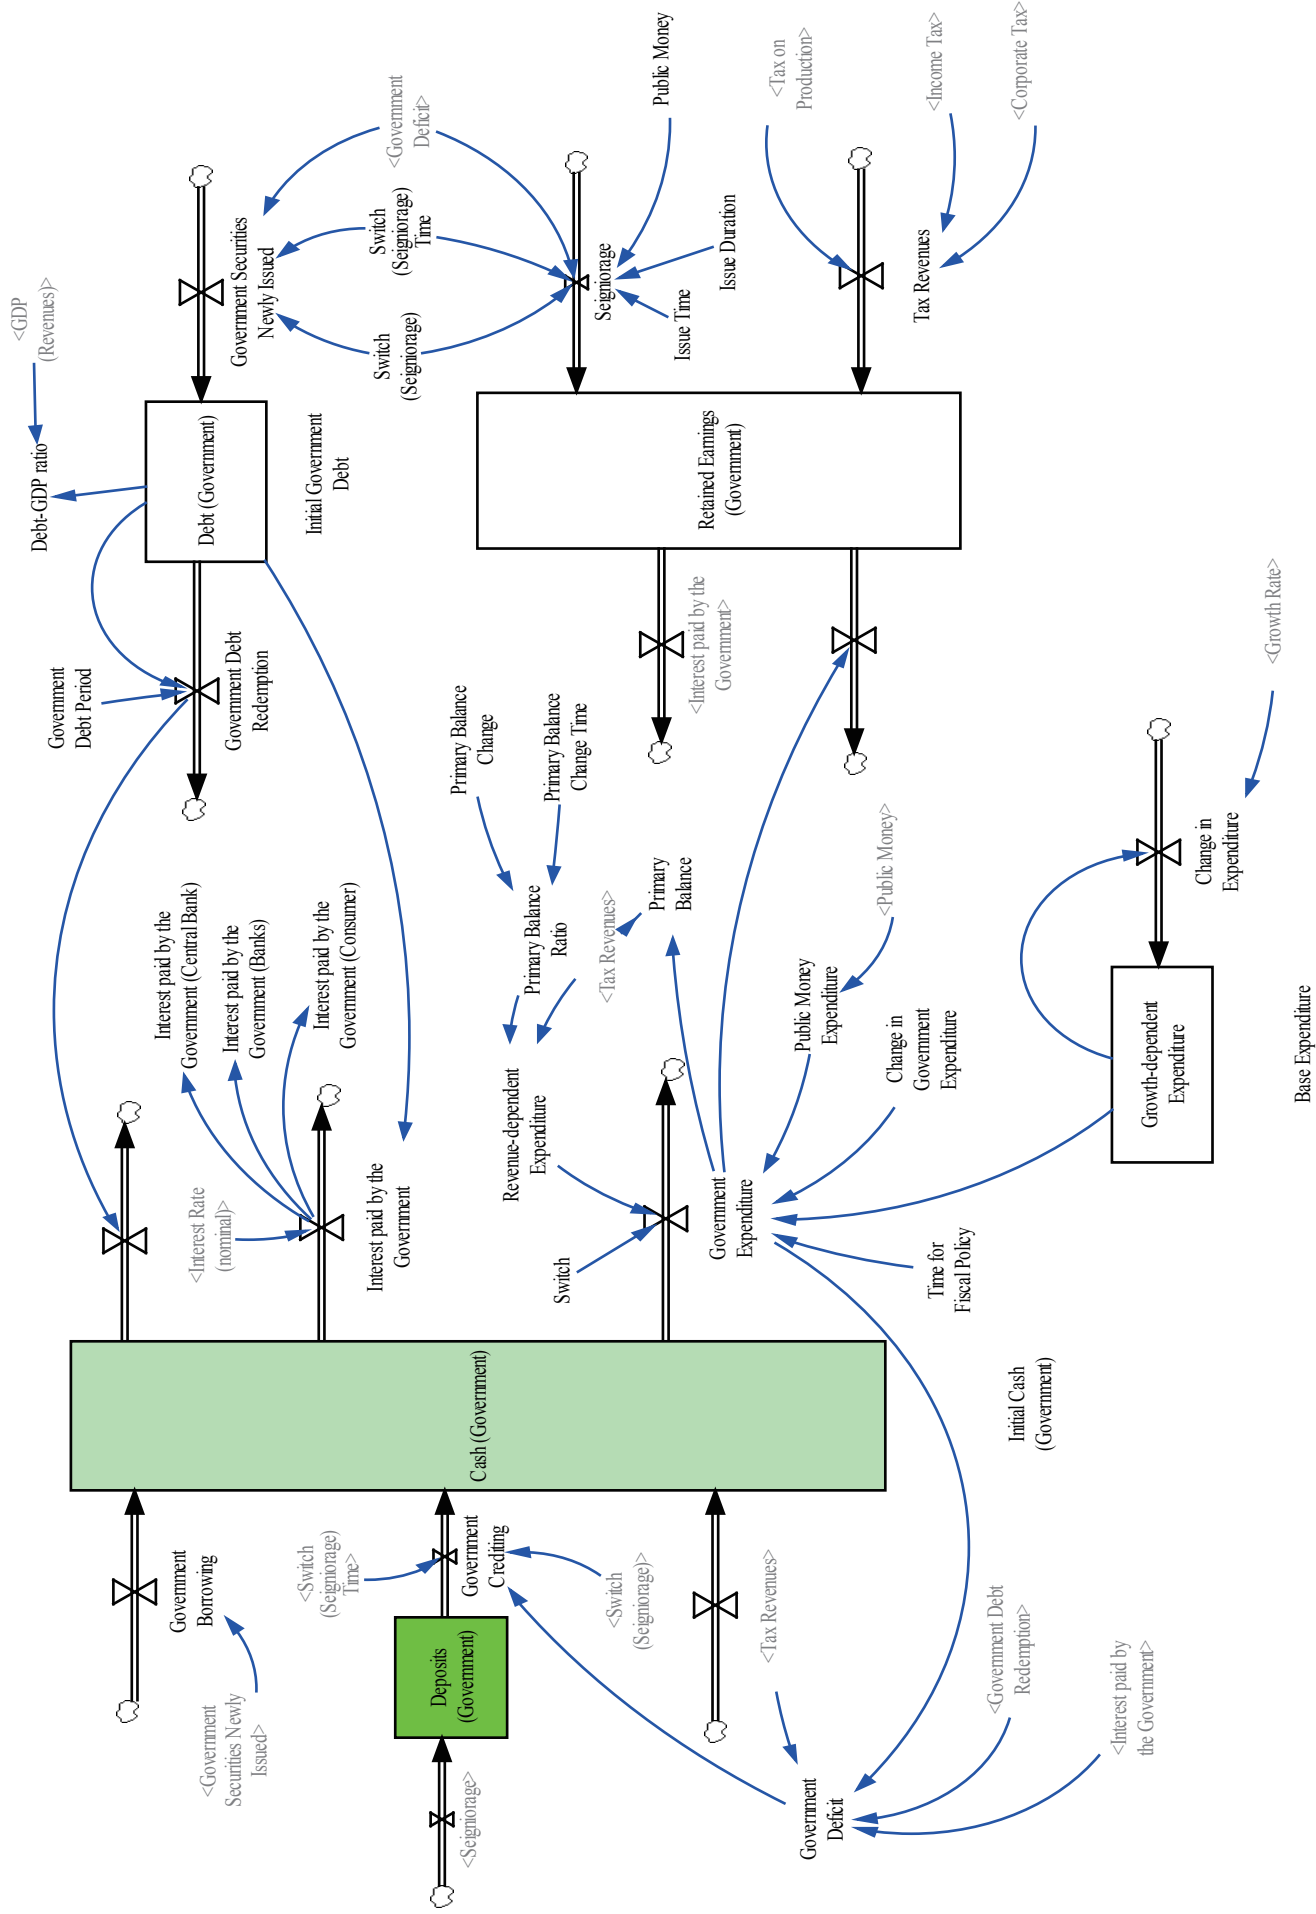 <Government
Securities Newly
Issued>
Government
Borrowing
<Interest Rate
(nominal)>
Interest paid by the
Government (Central Bank)
Interest paid by the
Government (Banks)
Interest paid by the
Government (Consumer)
Interest paid by the
Government
Government
Debt Period
Government Debt
Redemption
Debt-GDP ratio
<GDP
(Revenues)>
Debt (Government)
Initial Government
Debt
Government Securities
Newly Issued
Switch
(Seigniorage)
Switch
(Seigniorage)
Time
<Government
Deficit>
<Seigniorage>
Deposits
(Government)
<Switch
(Seigniorage)
Time>
Government
Crediting
<Switch
(Seigniorage)>
Cash (Government)
Switch
Revenue-dependent
Expenditure
Primary Balance
Ratio
Primary Balance
Change
Primary Balance
Change Time
<Tax Revenues>
Primary
Balance
<Interest paid by the
Government>
Retained Earnings
(Government)
Seigniorage
Issue Time
Issue Duration
Public Money
<Tax on
Production>
Tax Revenues
<Income Tax>
<Corporate Tax>
<Tax Revenues>
Government
Deficit
<Government Debt
Redemption>
<Interest paid by
the Government>
Initial Cash
(Government)
Government
Expenditure
Time for
Fiscal Policy
Public Money
Expenditure
<Public Money>
Change in
Government
Expenditure
Growth-dependent
Expenditure
Change in
Expenditure
<Growth Rate>
Base Expenditure